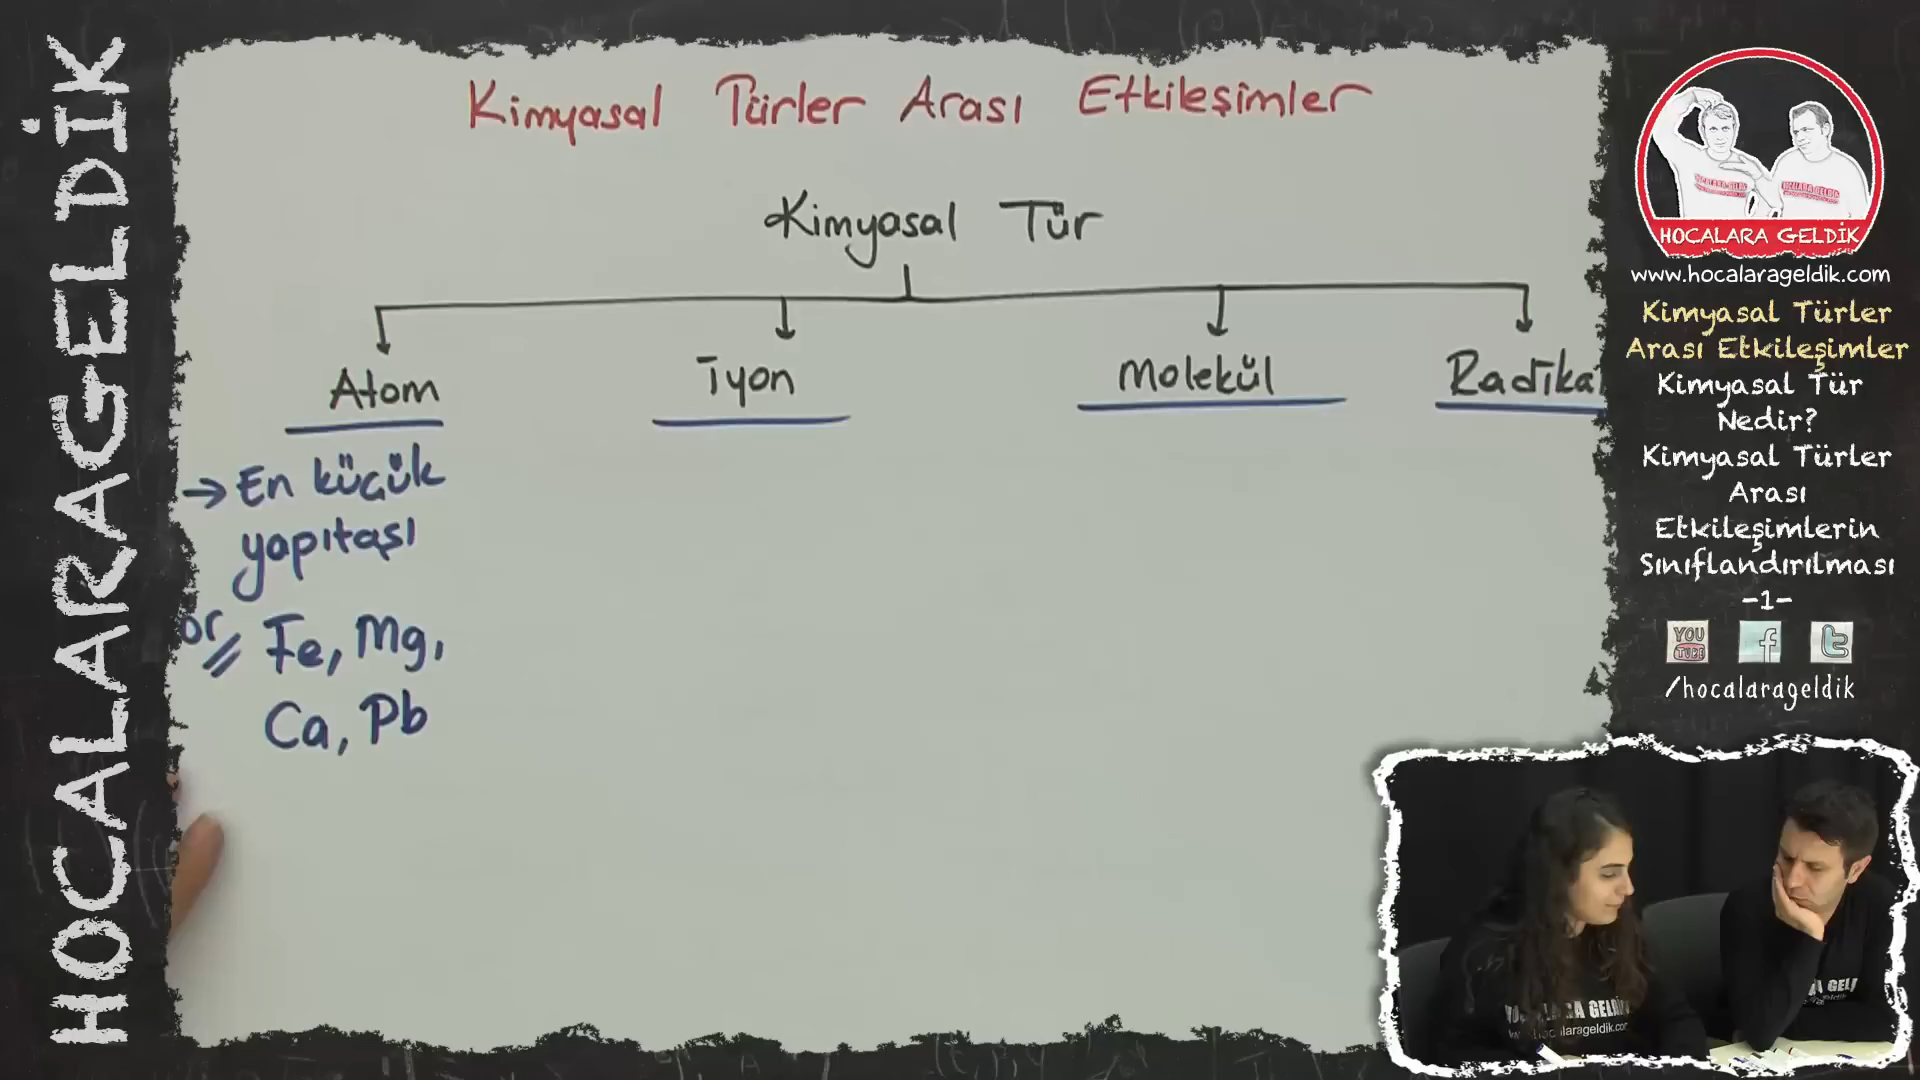 HOCALARAGELDİK
Kimyasal Türler Arası Etkileşimler
Kimyasal Tür
Atom İyon Molekül Radika
→ En küçük
yapıtaşı
ör Fe, Mg,
Ca, Pb
HOCALARA GELDİK
www.hocalarageldik.com
Kimyasal Türler
Arası Etkileşimler
Kimyasal Tür
Nedir?
Kimyasal Türler
Arası
Etkileşimlerin
Sınıflandırılması
-1-
YOU
TUBE
f
t
/hocalarageldik